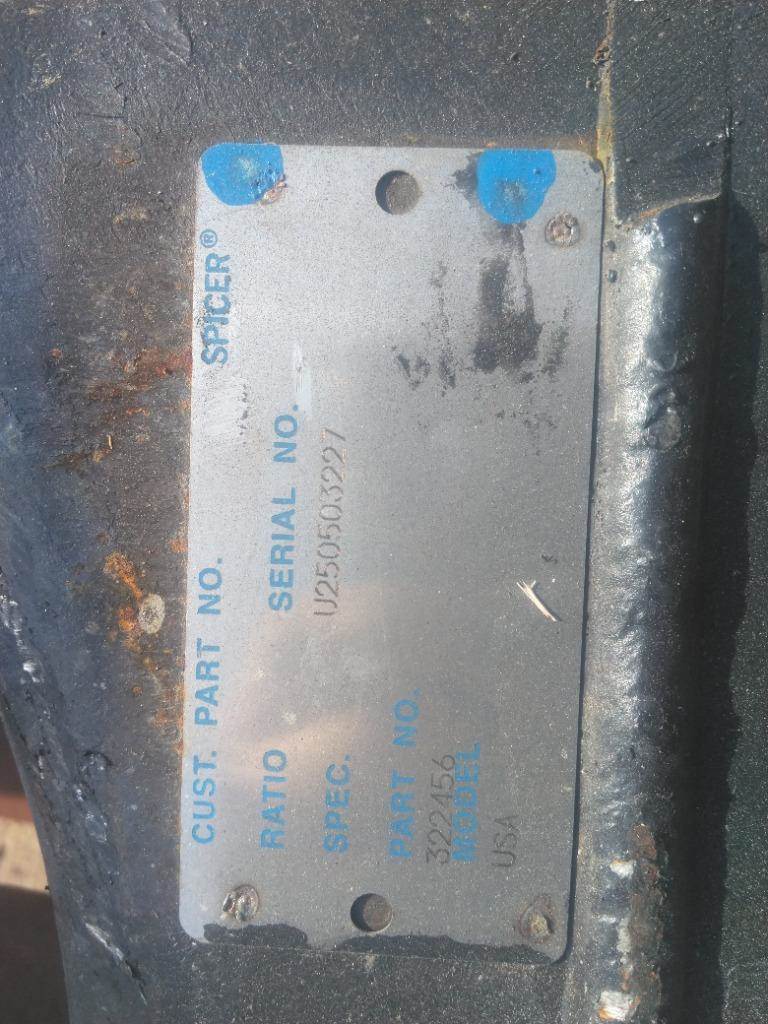 SPICER®
CUST. PART NO.
RATIO
SERIAL NO.
SPEC.
U250503227
PART NO.
322456
MODEL
USA